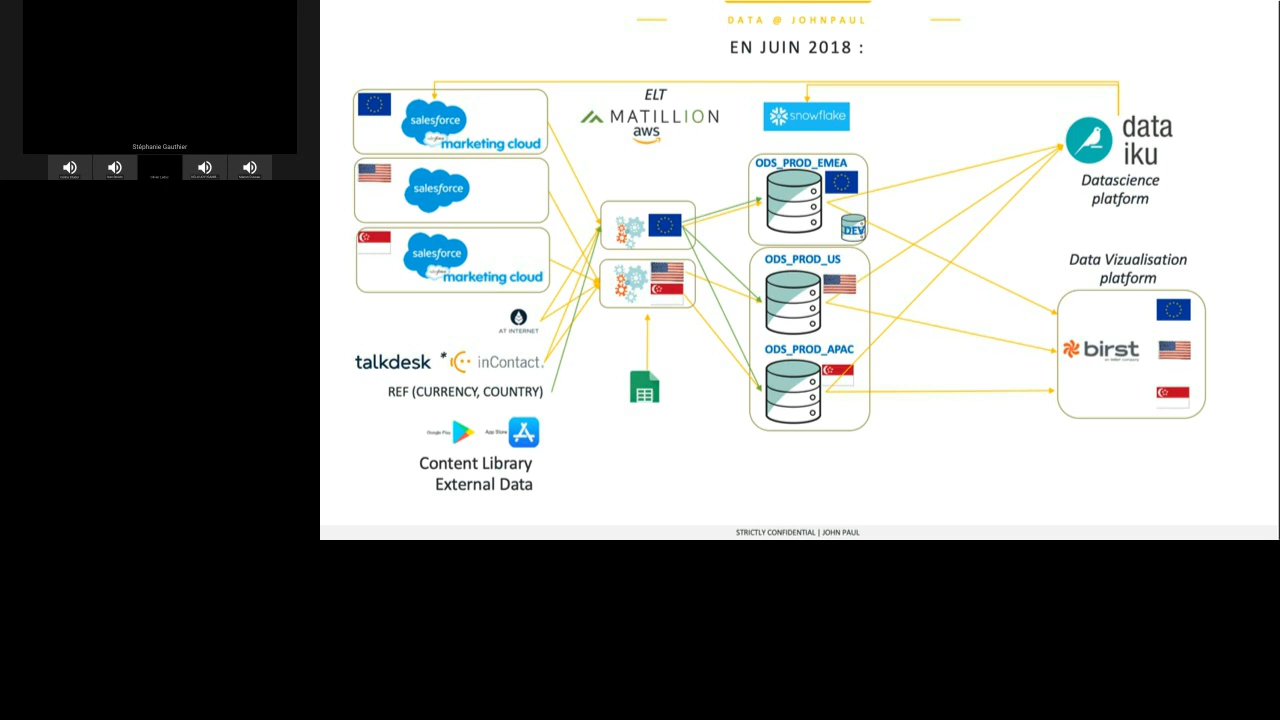 Stéphanie Gauthier
DATA @ JOHNPAUL
EN JUIN 2018 :
salesforce
marketing cloud
salesforce
salesforce
marketing cloud
AT INTERNET
talkdesk * inContact.
REF (CURRENCY, COUNTRY)
Google Play App Store
Content Library
External Data
ELT
MATILLION
aws
snowflake
ODS_PROD_EMEA
DEV
ODS_PROD_US
ODS_PROD_APAC
data
iku
Datascience
platform
Data Vizualisation
platform
birst
STRICTLY CONFIDENTIAL | JOHN PAUL